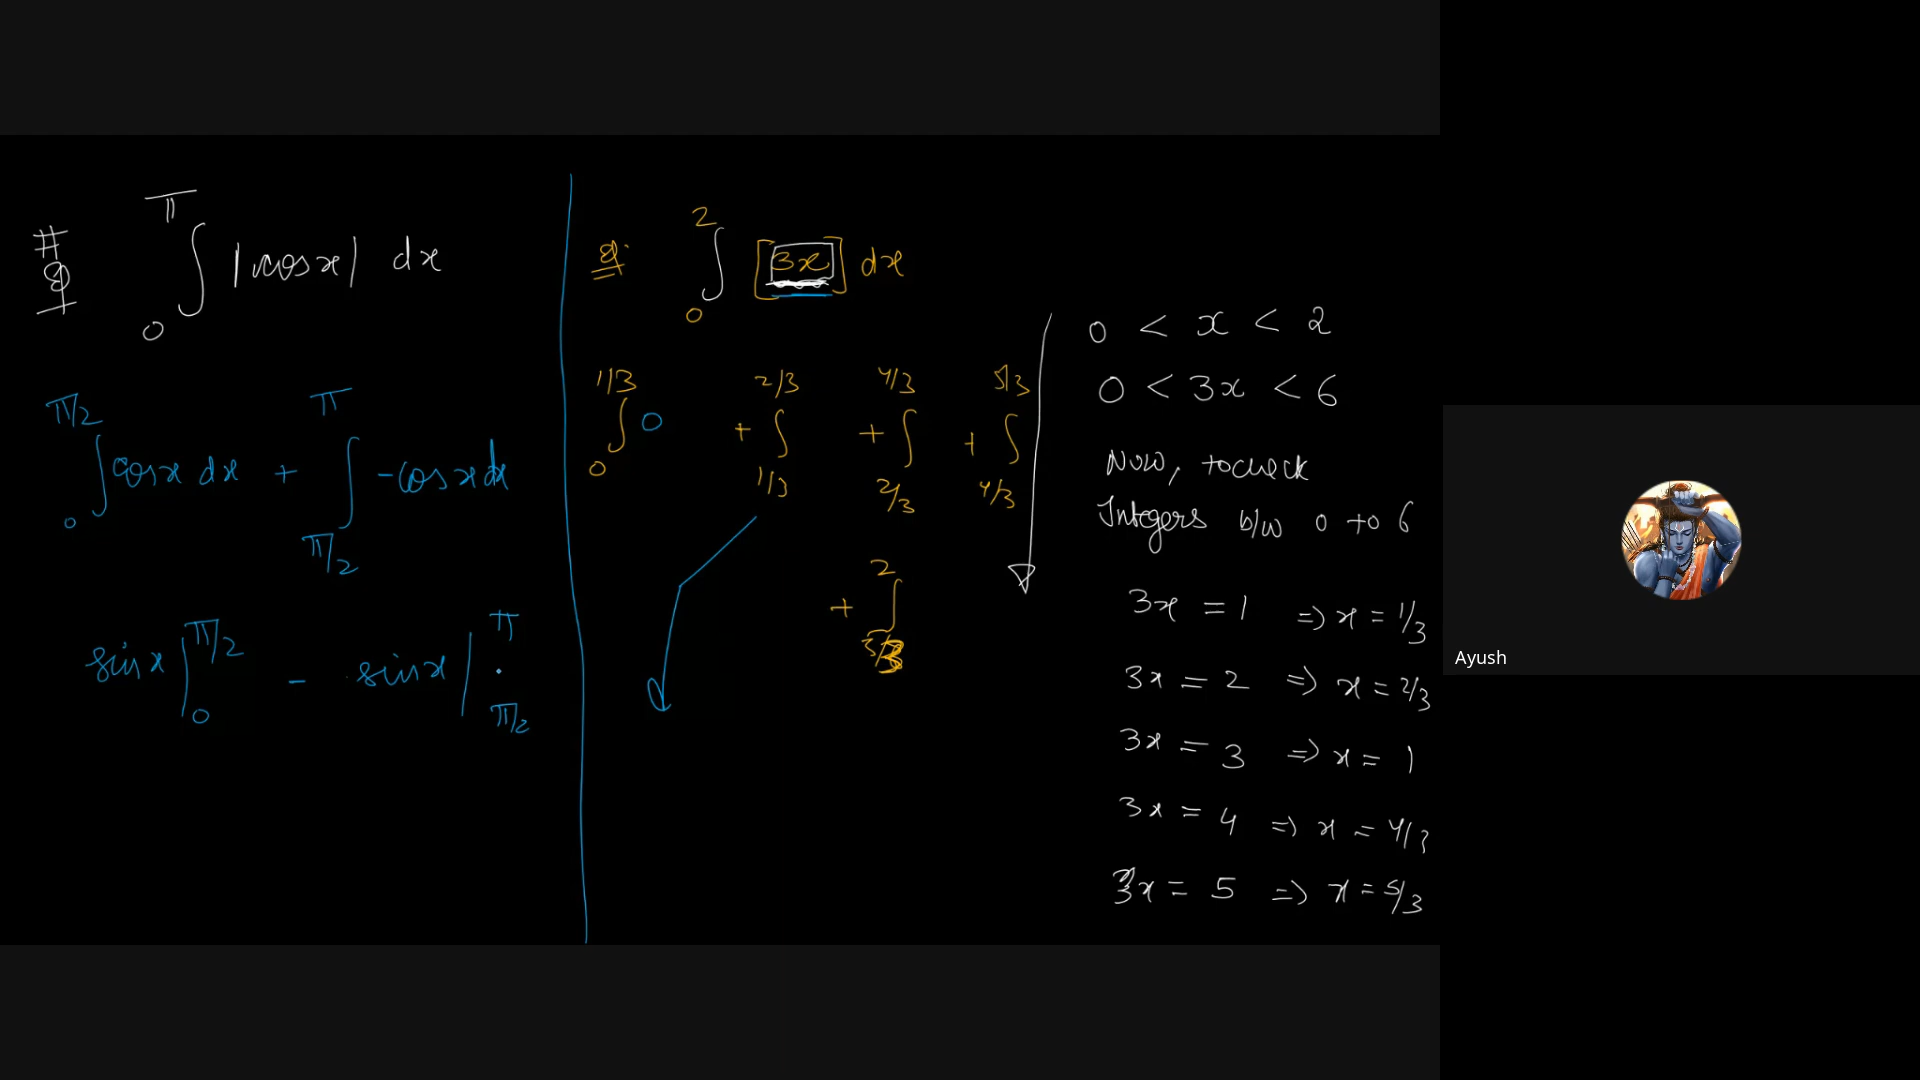 # Q ∫₀^π |cosx| dx
∫₀^{π/2} cosx dx + ∫_{π/2}^π -cosx dx
sinx |₀^{π/2} - sinx |_{π/2}^π
Q. ∫₀² [3x] dx
∫₀^{1/3} 0 + ∫_{1/3}^{2/3} + ∫_{2/3}^{4/3} + ∫_{4/3}^{5/3}
+ ∫_{5/3}^2
0 < x < 2
0 < 3x < 6
Now, to check
Integers b/w 0 to 6
3x = 1 => x = 1/3
3x = 2 => x = 2/3
3x = 3 => x = 1
3x = 4 => x = 4/3
3x = 5 => x = 5/3
Ayush